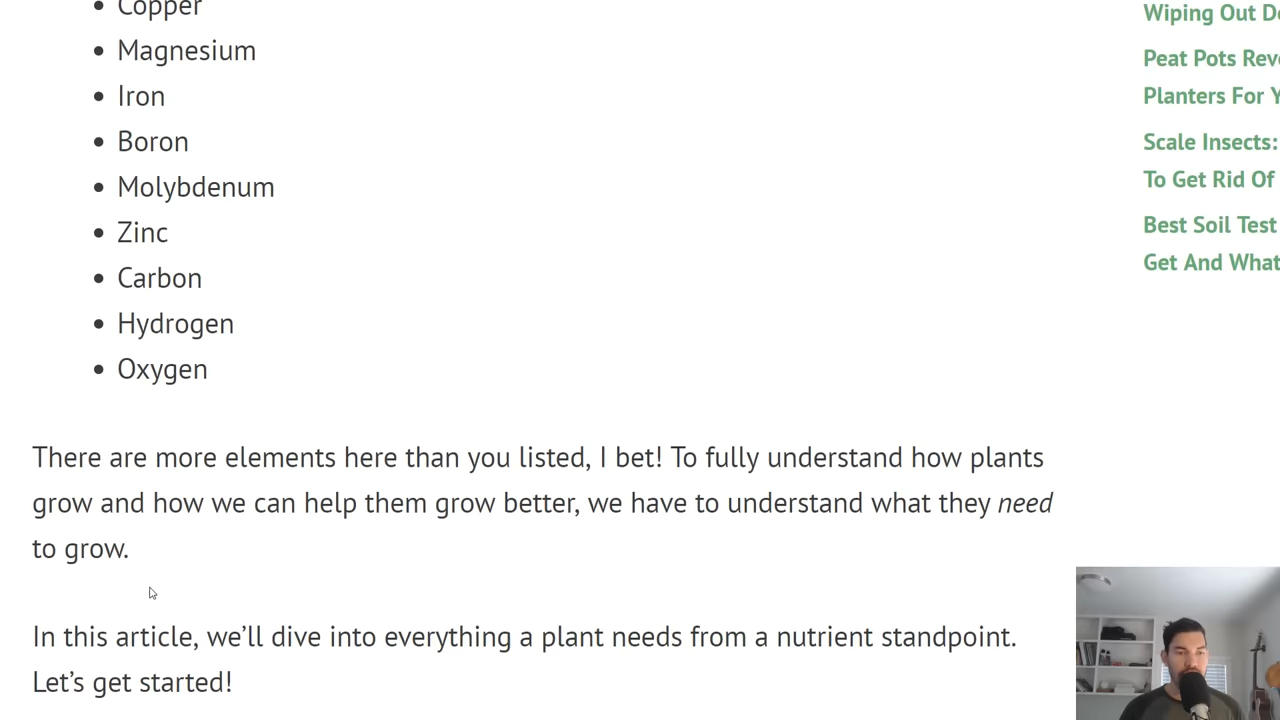 Copper
Magnesium
Iron
Boron
Molybdenum
Zinc
Carbon
Hydrogen
Oxygen
There are more elements here than you listed, I bet! To fully understand how plants
grow and how we can help them grow better, we have to understand what they need
to grow.
In this article, we’ll dive into everything a plant needs from a nutrient standpoint.
Let’s get started!
Wiping Out
Peat Pots
Planters For
Scale Insects:
To Get Rid Of
Best Soil Test
Get And What